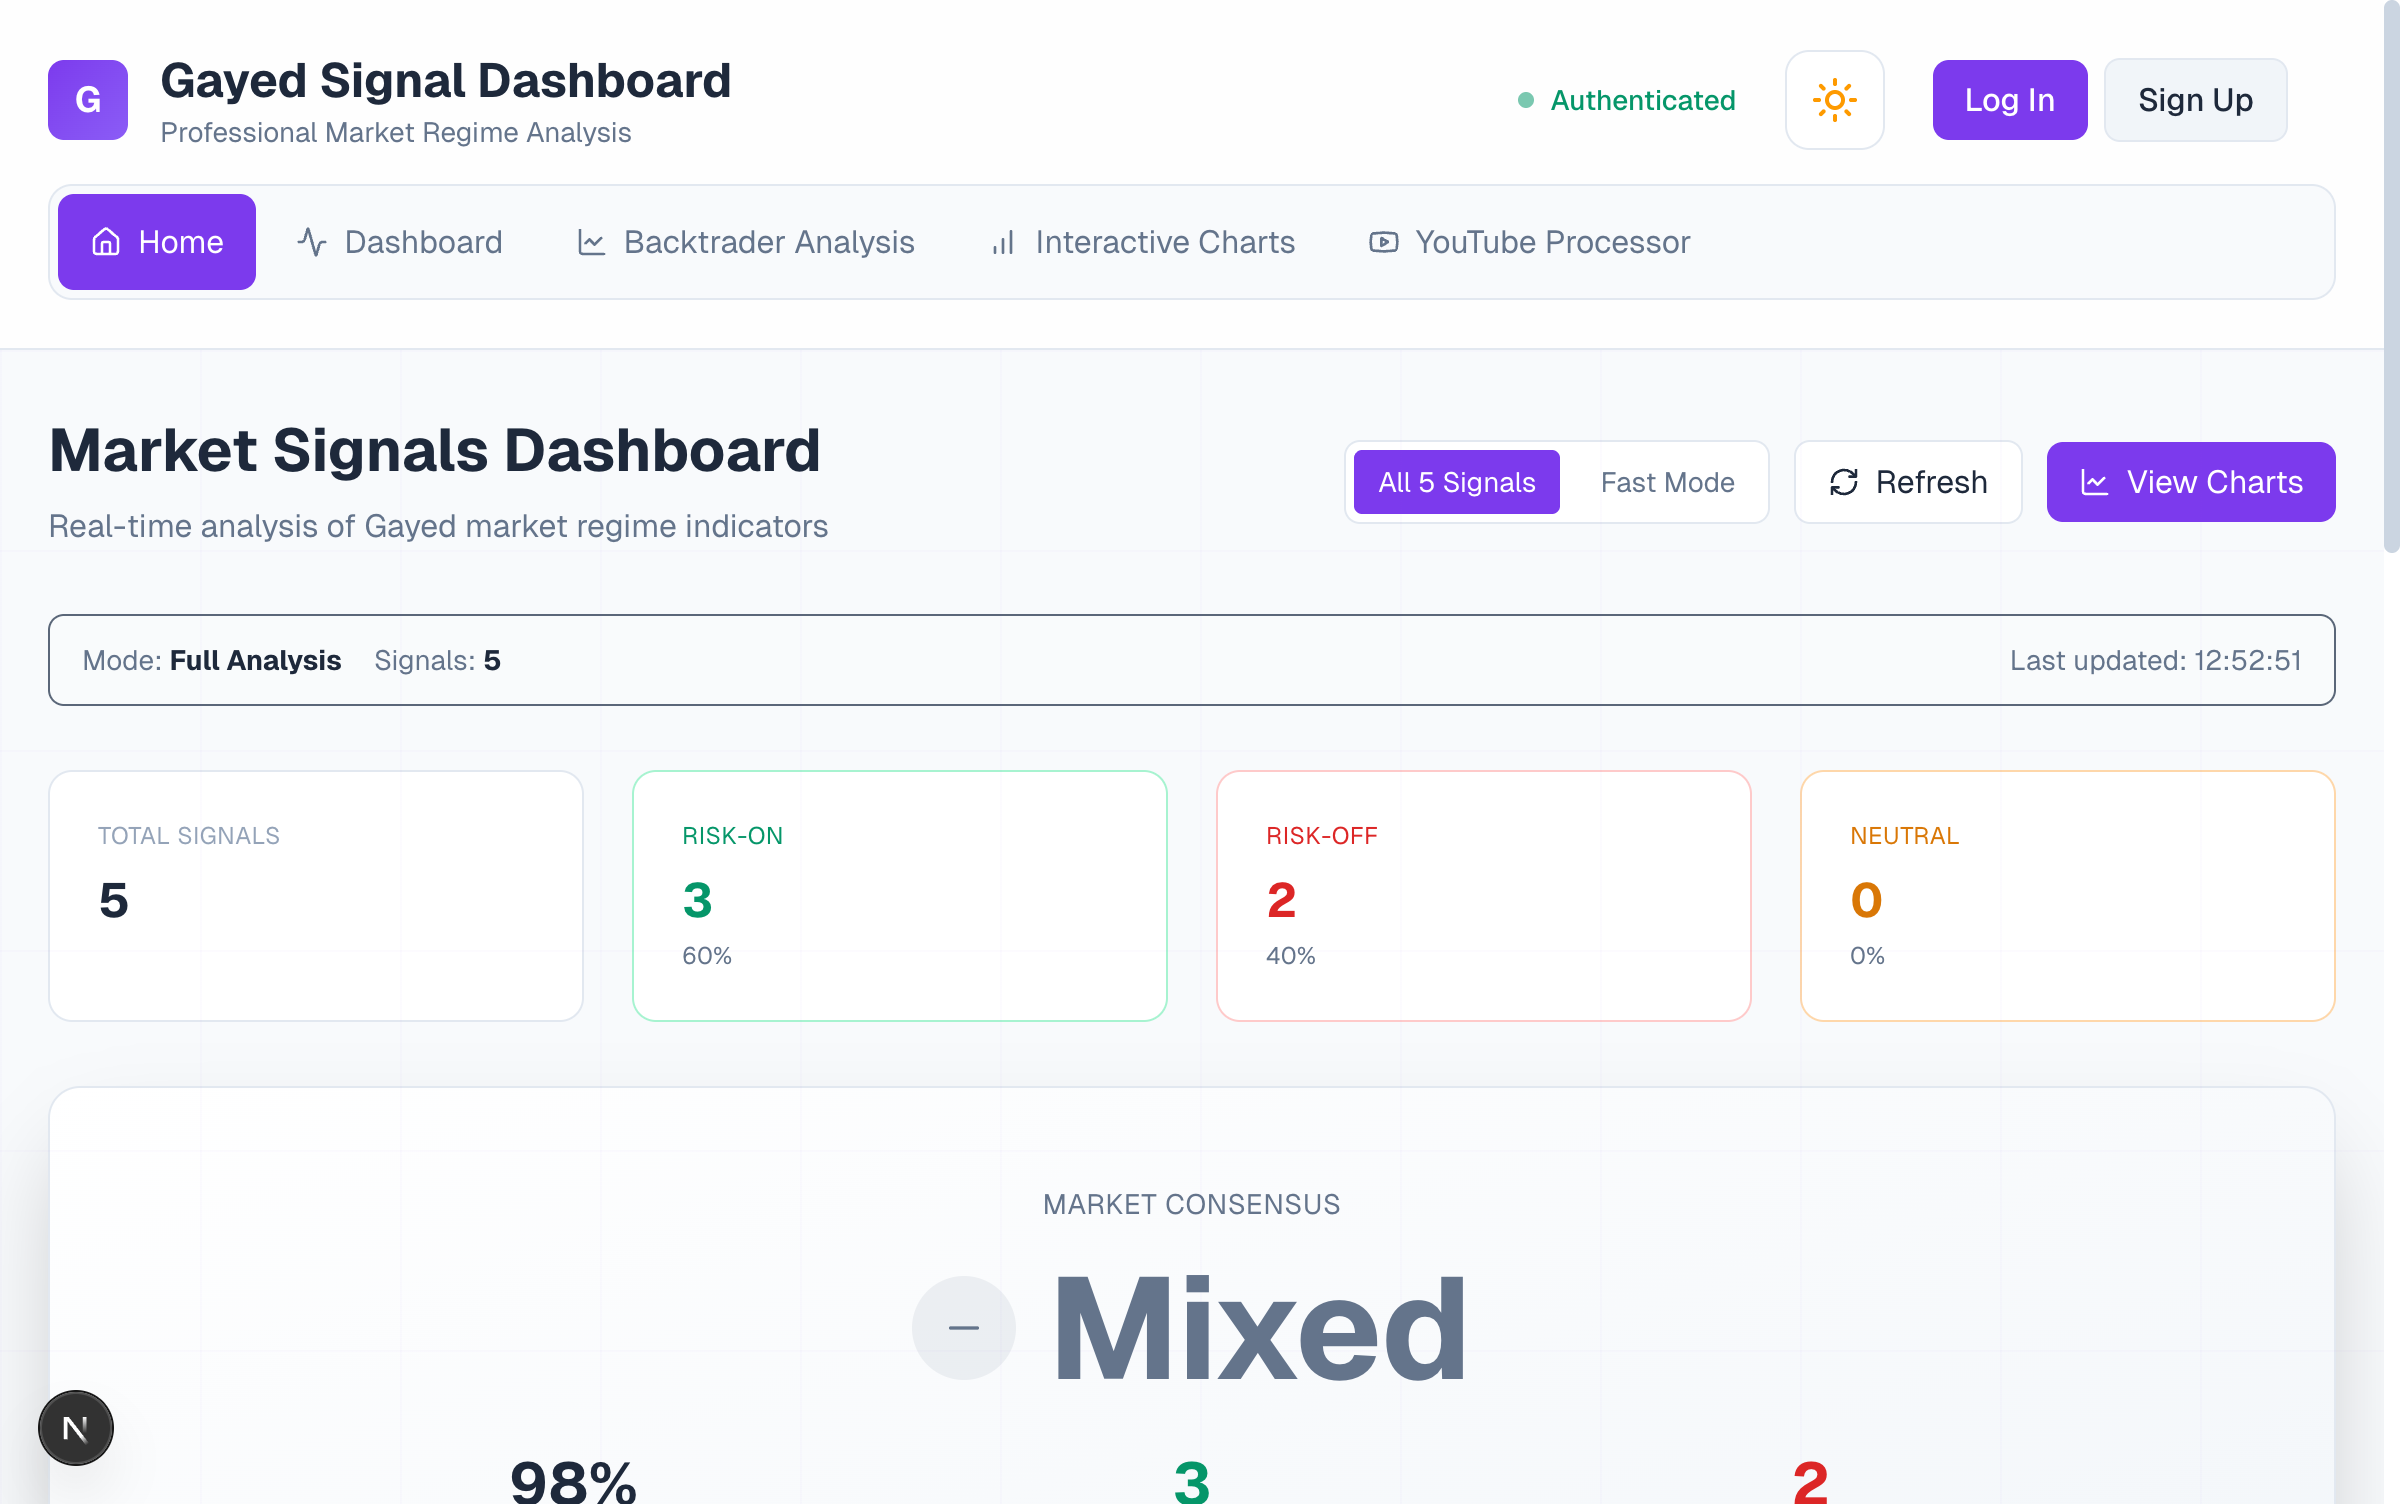 G
Gayed Signal Dashboard
Professional Market Regime Analysis
Authenticated
Log In
Sign Up
Home
Dashboard
Backtrader Analysis
Interactive Charts
YouTube Processor
Market Signals Dashboard
Real-time analysis of Gayed market regime indicators
All 5 Signals
Fast Mode
Refresh
View Charts
Mode: Full Analysis
Signals: 5
Last updated: 12:52:51
TOTAL SIGNALS
5
RISK-ON
3
60%
RISK-OFF
2
40%
NEUTRAL
0
0%
MARKET CONSENSUS
Mixed
98%
3
2
N